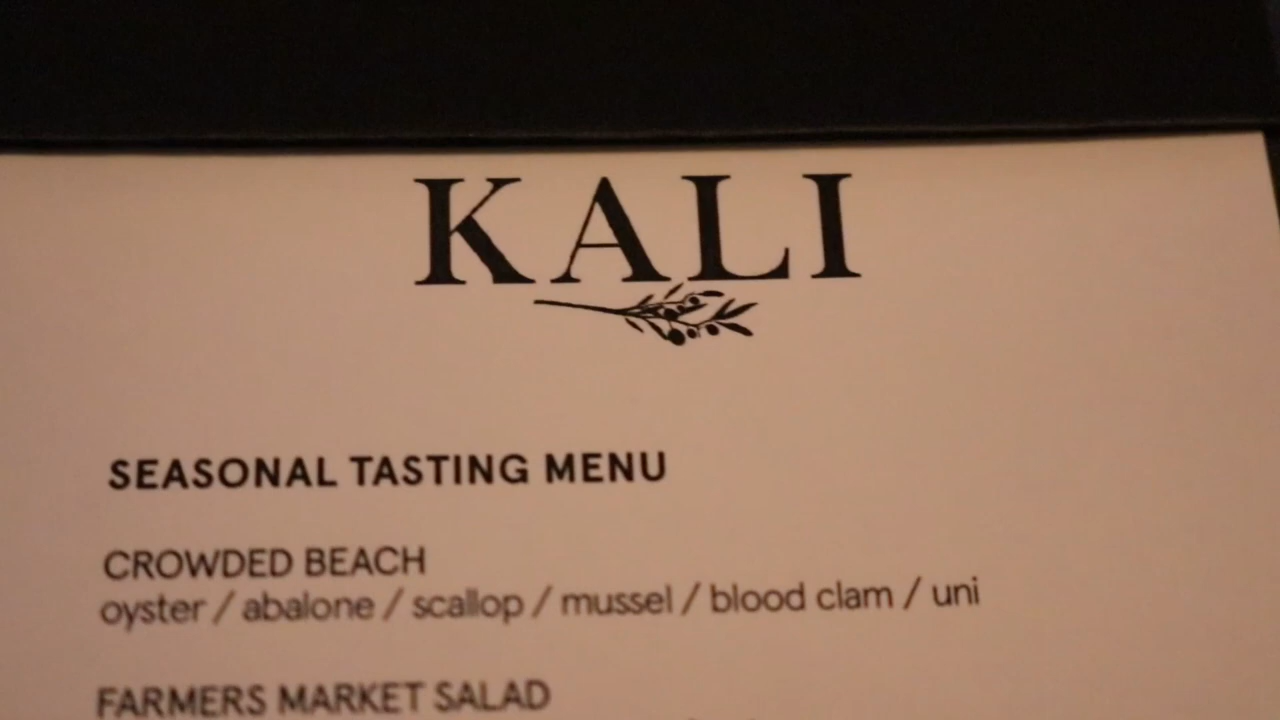 KALI
SEASONAL TASTING MENU
CROWDED BEACH
oyster / abalone / scallop / mussel / blood clam / uni
FARMERS MARKET SALAD